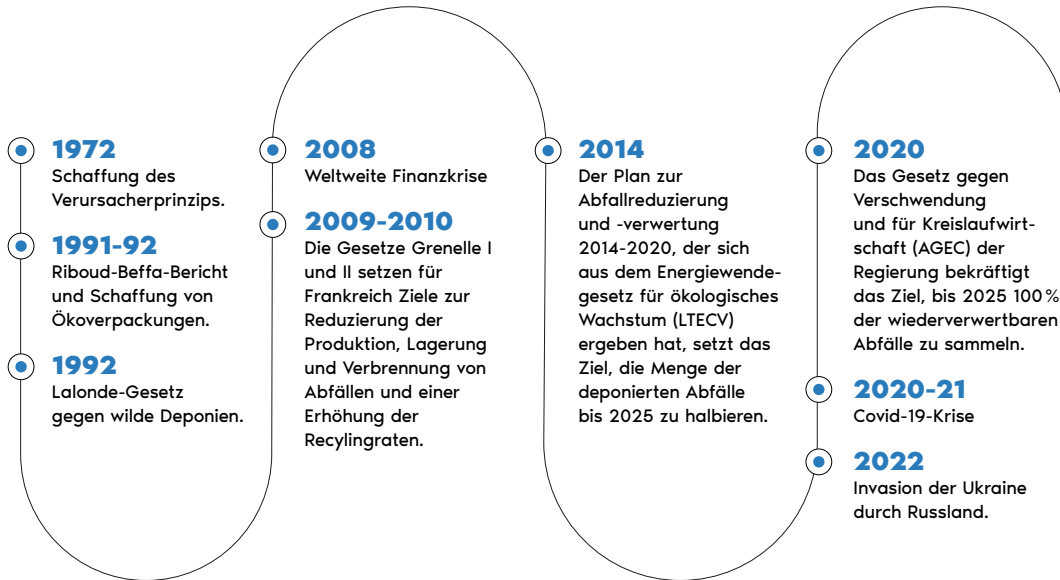 1972
Schaffung des
Verursacherprinzips.
1991-92
Riboud-Beffa-Bericht
und Schaffung von
Ökoverpackungen.
1992
Lalonde-Gesetz
gegen wilde Deponien.
2008
Weltweite Finanzkrise
2009-2010
Die Gesetze Grenelle I
und II setzen für
Frankreich Ziele zur
Reduzierung der
Produktion, Lagerung
und Verbrennung von
Abfällen und einer
Erhöhung der
Recylingraten.
2014
Der Plan zur
Abfallreduzierung
und -verwertung
2014-2020, der sich
aus dem Energiewende-
gesetz für ökologisches
Wachstum (LTECV)
ergeben hat, setzt das
Ziel, die Menge der
deponierten Abfälle
bis 2025 zu halbieren.
2020
Das Gesetz gegen
Verschwendung
und für Kreislaufwirt-
schaft (AGEC) der
Regierung bekräftigt
das Ziel, bis 2025 100 %
der wiederverwertbaren
Abfälle zu sammeln.
2020-21
Covid-19-Krise
2022
Invasion der Ukraine
durch Russland.